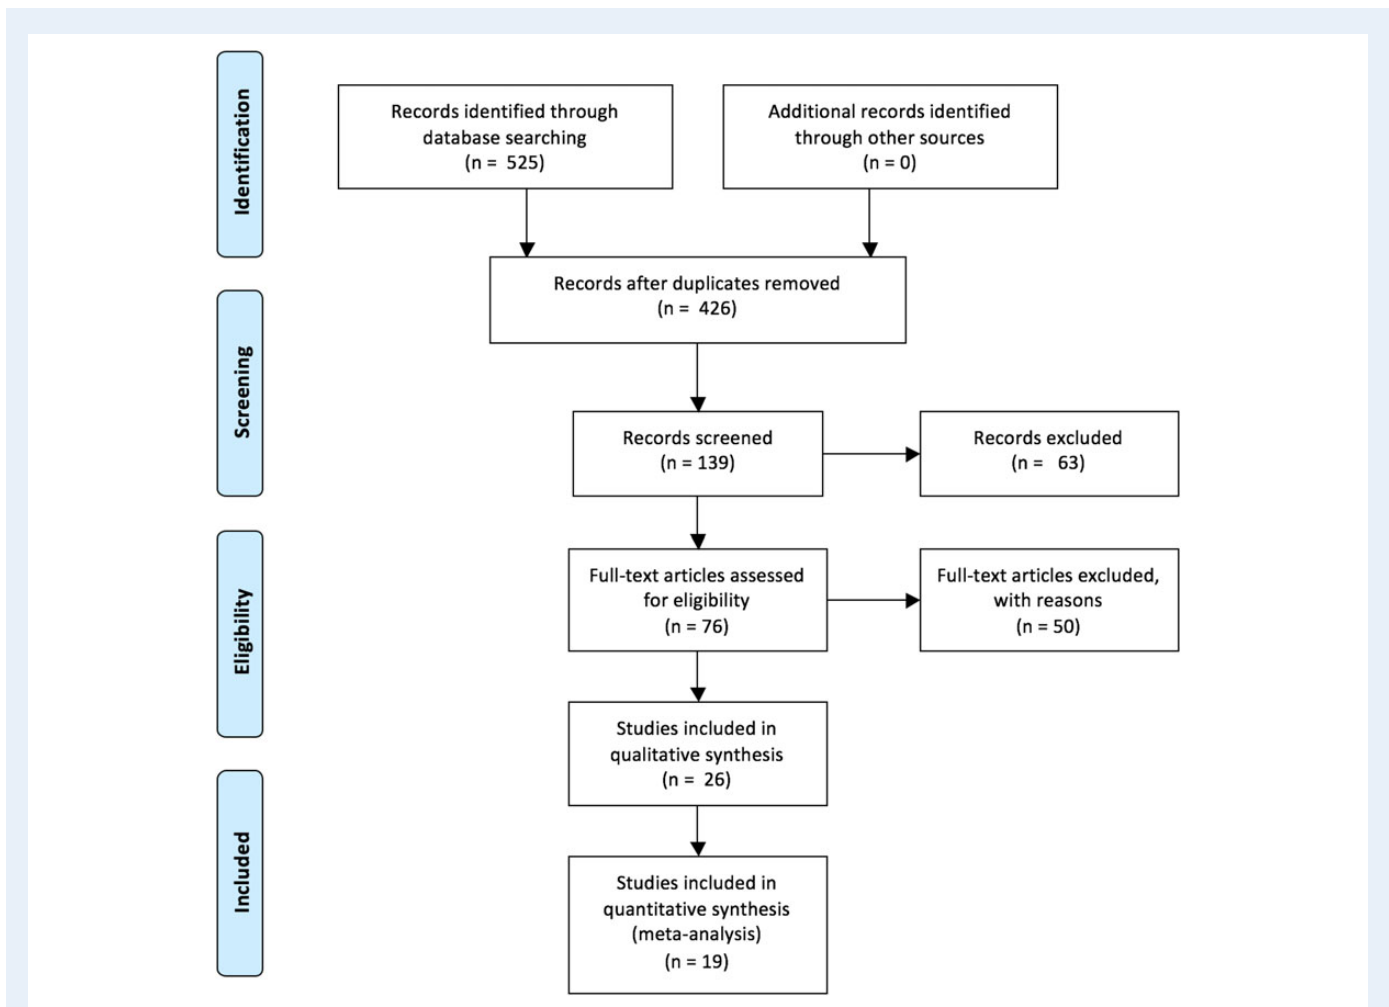 Identification
Records identified through
database searching
(n = 525)
Additional records identified
through other sources
(n = 0)
Records after duplicates removed
(n = 426)
Screening
Records screened
(n = 139)
Records excluded
(n = 63)
Eligibility
Full-text articles assessed
for eligibility
(n = 76)
Full-text articles excluded,
with reasons
(n = 50)
Studies included in
qualitative synthesis
(n = 26)
Included
Studies included in
quantitative synthesis
(meta-analysis)
(n = 19)